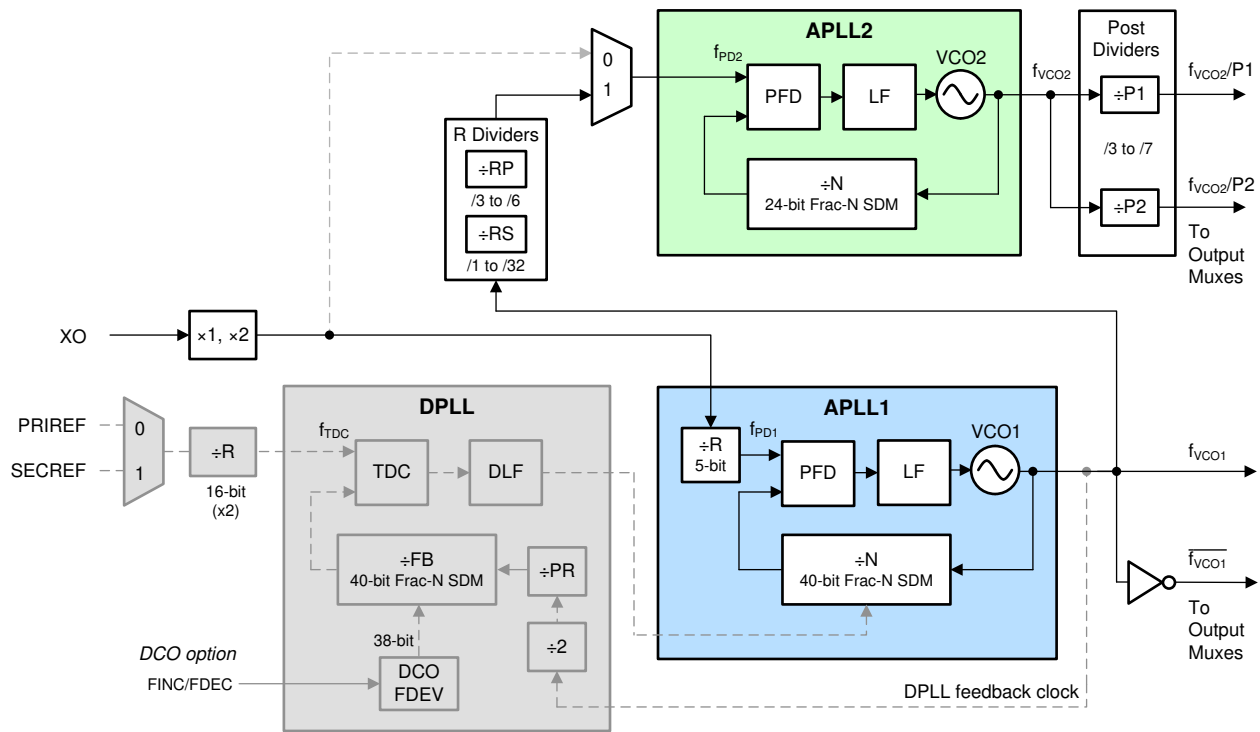 APLL2
Post
Dividers
0
1
f_PD2
VCO2
f_VCO2
f_VCO2/P1
PFD
LF
÷P1
R Dividers
÷RP
/3 to /6
÷RS
/1 to /32
÷N
24-bit Frac-N SDM
/3 to /7
f_VCO2/P2
÷P2
To
Output
Muxes
XO
×1, ×2
DPLL
APLL1
PRIREF
SECREF
0
1
÷R
16-bit
(x2)
f_TDC
TDC
DLF
÷R
5-bit
f_PD1
PFD
LF
VCO1
f_VCO1
÷FB
40-bit Frac-N SDM
÷PR
÷N
40-bit Frac-N SDM
f_VCO1
To
Output
Muxes
38-bit
÷2
DCO option
FINC/FDEC
DCO
FDEV
DPLL feedback clock